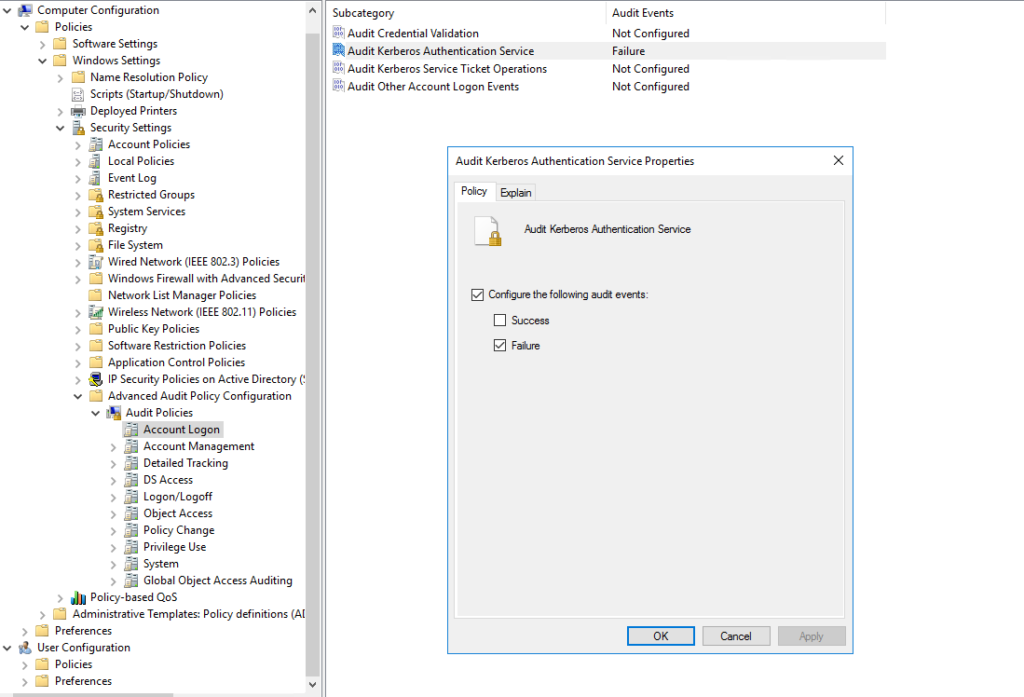 Computer Configuration
Policies
Software Settings
Windows Settings
Name Resolution Policy
Scripts (Startup/Shutdown)
Deployed Printers
Security Settings
Account Policies
Local Policies
Event Log
Restricted Groups
System Services
Registry
File System
Wired Network (IEEE 802.3) Policies
Windows Firewall with Advanced Securit
Network List Manager Policies
Wireless Network (IEEE 802.11) Policies
Public Key Policies
Software Restriction Policies
Application Control Policies
IP Security Policies on Active Directory (S
Advanced Audit Policy Configuration
Audit Policies
Account Logon
Account Management
Detailed Tracking
DS Access
Logon/Logoff
Object Access
Policy Change
Privilege Use
System
Global Object Access Auditing
Policy-based QoS
Administrative Templates: Policy definitions (AD
Preferences
User Configuration
Policies
Preferences
Subcategory Audit Events
Audit Credential Validation Not Configured
Audit Kerberos Authentication Service Failure
Audit Kerberos Service Ticket Operations Not Configured
Audit Other Account Logon Events Not Configured
Audit Kerberos Authentication Service Properties
Policy Explain
Audit Kerberos Authentication Service
Configure the following audit events:
Success
Failure
OK Cancel Apply